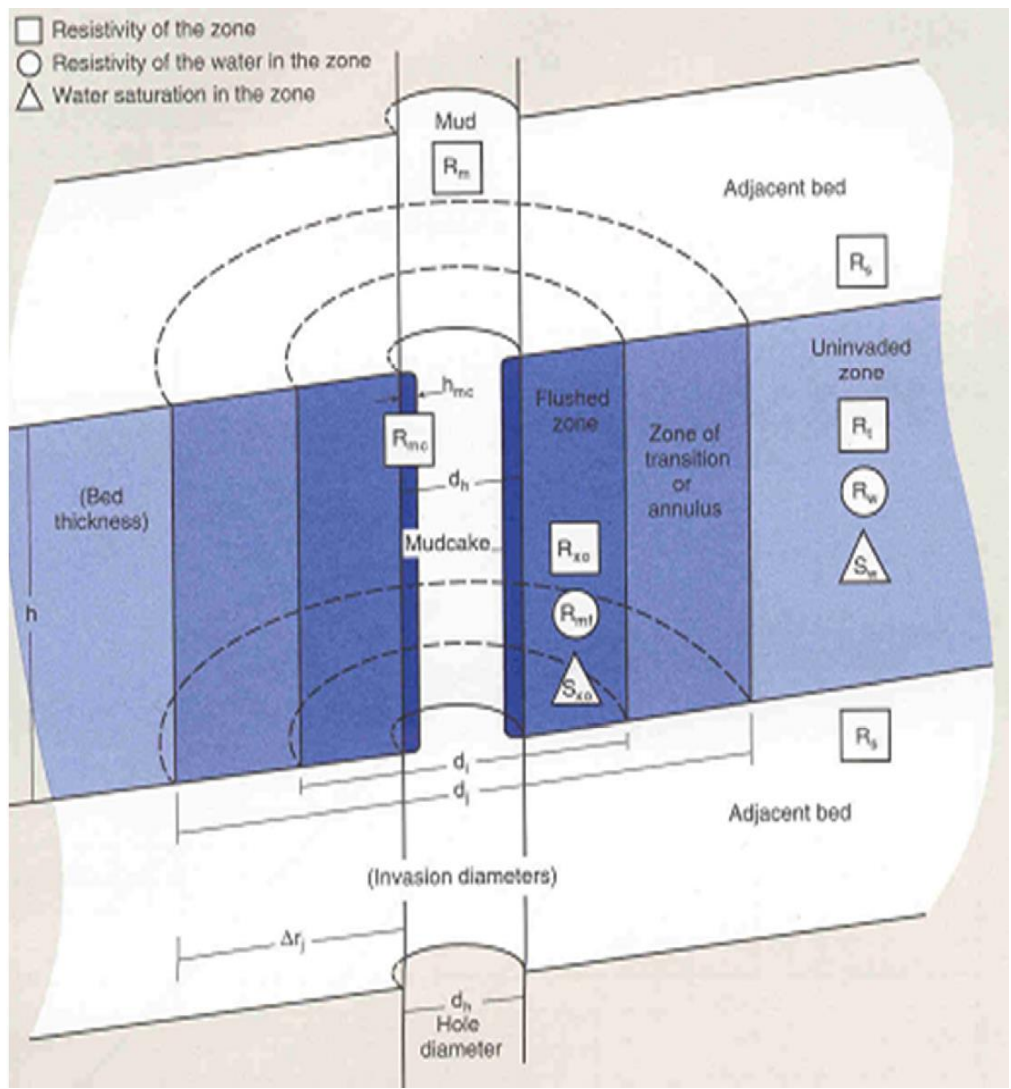 Resistivity of the zone
Resistivity of the water in the zone
Water saturation in the zone
Mud
Rm
Adjacent bed
Rs
Uninvaded
zone
hmc
Flushed
zone
Rt
Rmc
Zone of
transition
or
annulus
(Bed
thickness)
dh
Rw
Mudcake
Rxo
Sw
h
Rmf
Sxo
Rs
di
dj
Adjacent bed
(Invasion diameters)
Δrj
dh
Hole
diameter